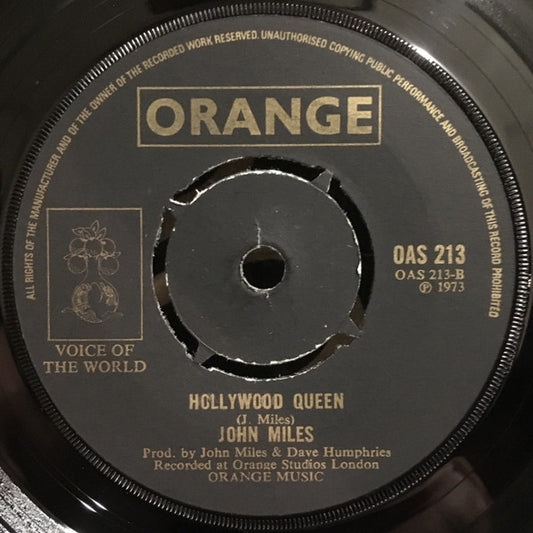 ALL RIGHTS OF THE MANUFACTURER AND OF THE OWNER OF THE RECORDED WORK RESERVED. UNAUTHORISED COPYING PUBLIC PERFORMANCE AND BROADCASTING OF THIS RECORD PROHIBITED
ORANGE
OAS 213
OAS 213-B
℗ 1973
VOICE OF
THE WORLD
HOLLYWOOD QUEEN
(J. Miles)
JOHN MILES
Prod. by John Miles & Dave Humphries
Recorded at Orange Studios London
ORANGE MUSIC